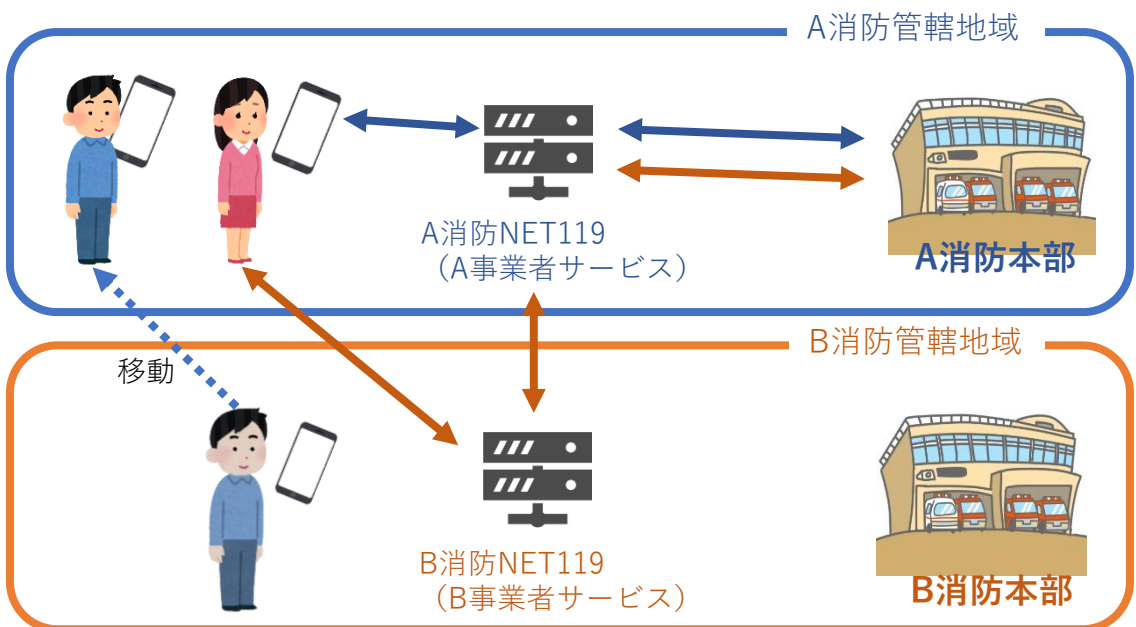 A消防管轄地域
A消防NET119
（A事業者サービス）
A消防本部
B消防管轄地域
移動
B消防NET119
（B事業者サービス）
B消防本部